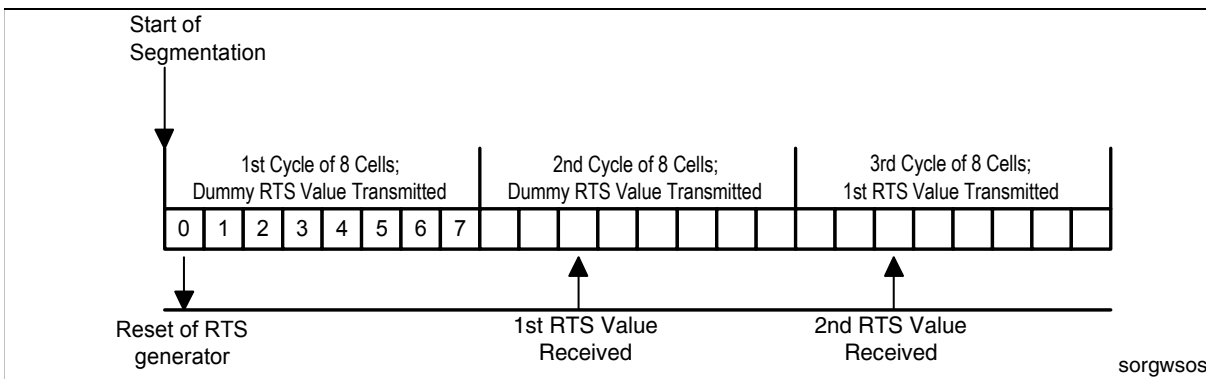 Start of
Segmentation
1st Cycle of 8 Cells;
Dummy RTS Value Transmitted
2nd Cycle of 8 Cells;
Dummy RTS Value Transmitted
3rd Cycle of 8 Cells;
1st RTS Value Transmitted
0 1 2 3 4 5 6 7
Reset of RTS
generator
1st RTS Value
Received
2nd RTS Value
Received
sorgwsos